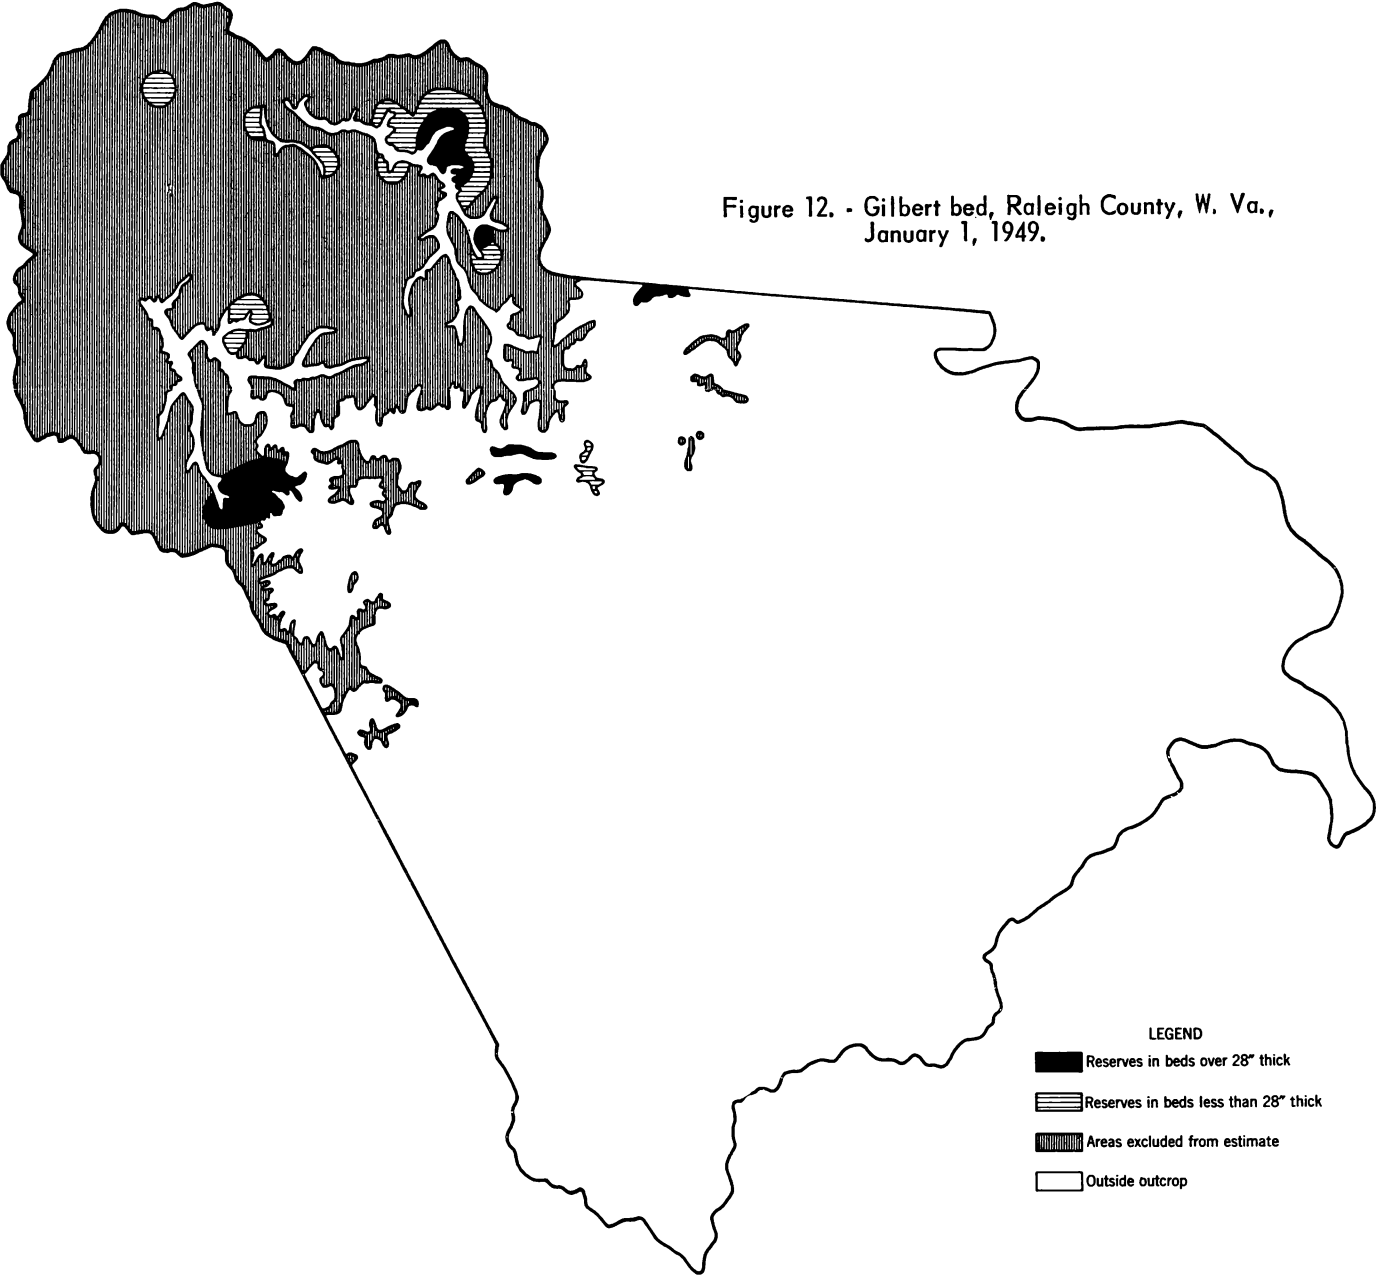 Figure 12. - Gilbert bed, Raleigh County, W. Va.,
January 1, 1949.
LEGEND
Reserves in beds over 28″ thick
Reserves in beds less than 28″ thick
Areas excluded from estimate
Outside outcrop